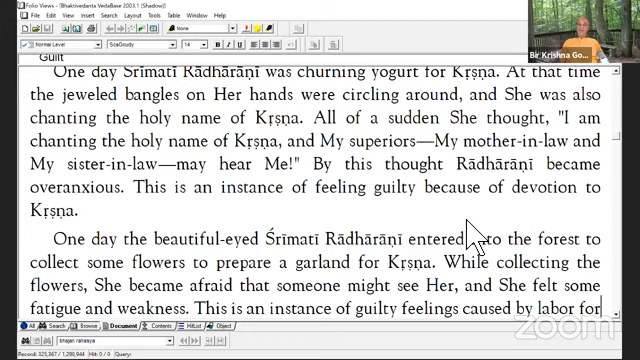 Folio Views - [Bhaktivedanta VedaBase 2003.1 (Shadow)]
File Edit View Search Insert Layout Tools Window Help
None
Normal Level ScaGoudy 14 B I U
Guilt
One day Śrīmatī Rādhārāṇī was churning yogurt for Kṛṣṇa. At that time
the jeweled bangles on Her hands were circling around, and She was also
chanting the holy name of Kṛṣṇa. All of a sudden She thought, "I am
chanting the holy name of Kṛṣṇa, and My superiors—My mother-in-law and
My sister-in-law—may hear Me!" By this thought Rādhārāṇī became
overanxious. This is an instance of feeling guilty because of devotion to
Kṛṣṇa.
One day the beautiful-eyed Śrīmatī Rādhārāṇī entered to the forest to
collect some flowers to prepare a garland for Kṛṣṇa. While collecting the
flowers, She became afraid that someone might see Her, and She felt some
fatigue and weakness. This is an instance of guilty feelings caused by labor for
All Search Browse Document Contents HitList Object
bhajan rahasya
Record: 325,367 / 1,298,944 Hit: 0 / 0 Query:
Bir Krishna Go...
zoom